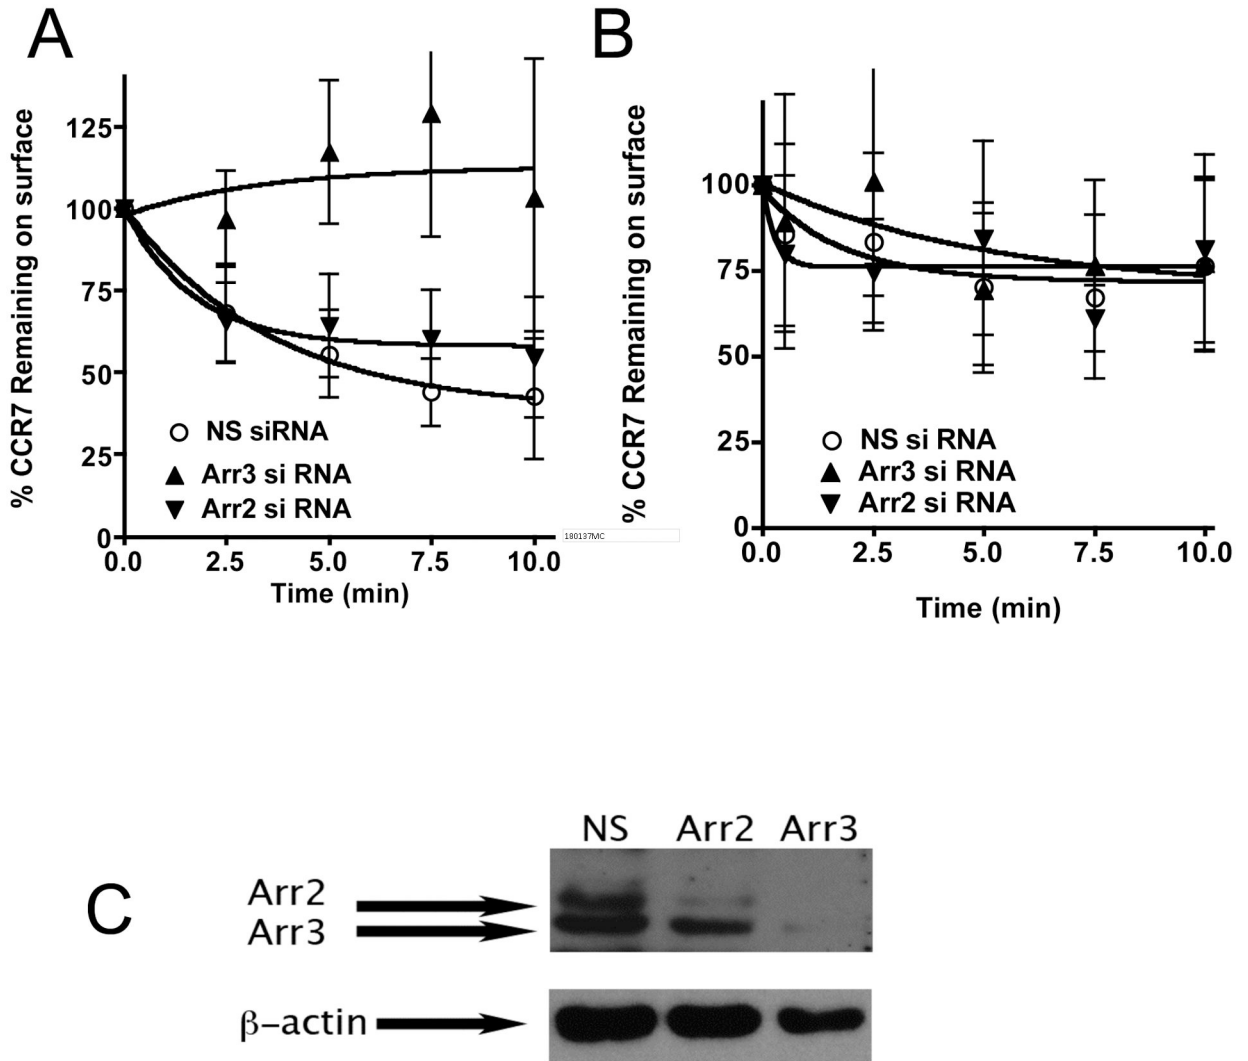 A
% CCR7 Remaining on surface
125
100
75
50
25
0
0.0 2.5 5.0 7.5 10.0
Time (min)
NS siRNA
Arr3 si RNA
Arr2 si RNA
180137MC
B
% CCR7 Remaining on surface
100
75
50
25
0
0.0 2.5 5.0 7.5 10.0
Time (min)
NS si RNA
Arr3 si RNA
Arr2 si RNA
C
NS Arr2 Arr3
Arr2
Arr3
β-actin